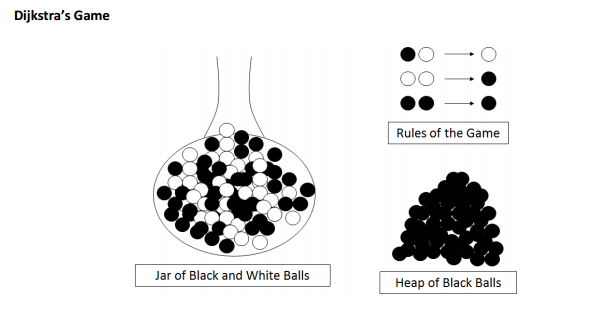 Dijkstra’s Game
Rules of the Game
Jar of Black and White Balls
Heap of Black Balls